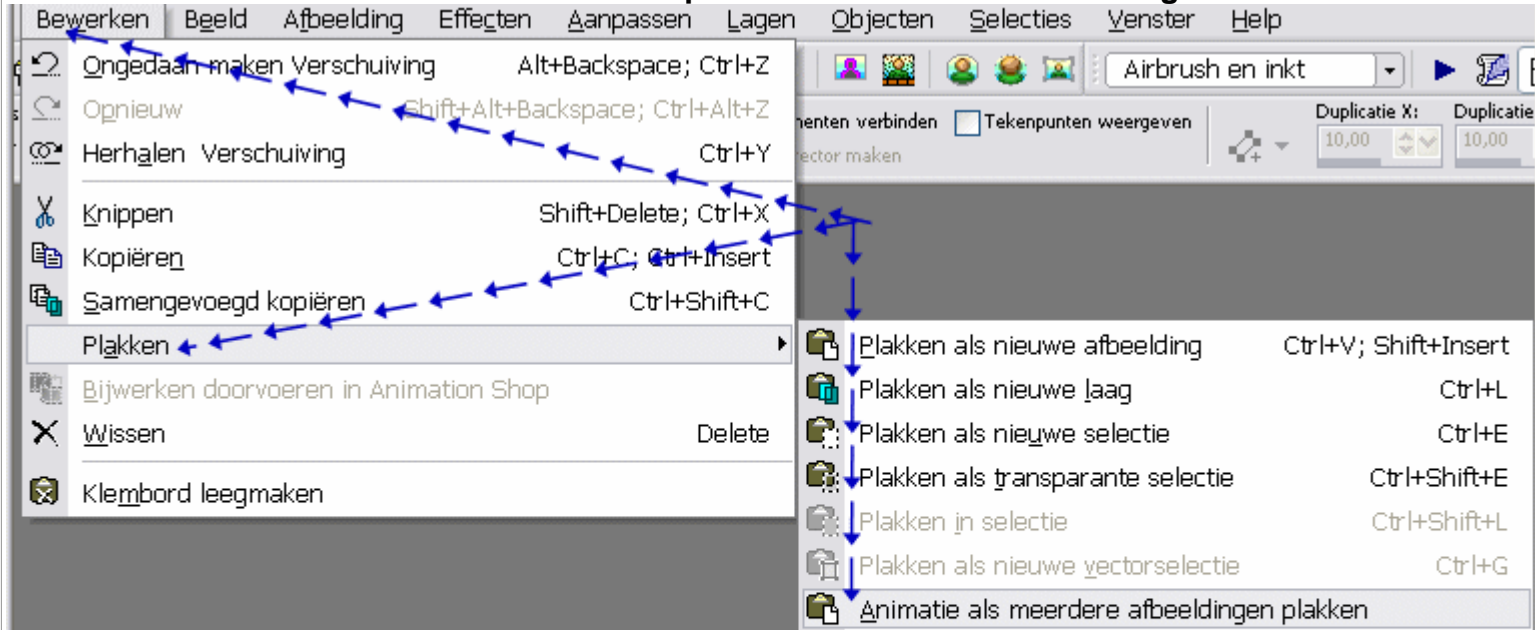 Bewerken Beeld Afbeelding Effecten Aanpassen Lagen Objecten Selecties Venster Help
Airbrush en inkt
Ongedaan maken Verschuiving Alt+Backspace; Ctrl+Z
Opnieuw Shift+Alt+Backspace; Ctrl+Alt+Z
Herhalen Verschuiving Ctrl+Y
Knippen Shift+Delete; Ctrl+X
Kopiëren Ctrl+C; Ctrl+Insert
Samengevoegd kopiëren Ctrl+Shift+C
Plakken
Bijwerken doorvoeren in Animation Shop
Wissen Delete
Klembord leegmaken
verbinden Tekenpunten weergeven
maken
Duplicatie X: Duplicatie
10,00 10,00
Plakken als nieuwe afbeelding Ctrl+V; Shift+Insert
Plakken als nieuwe laag Ctrl+L
Plakken als nieuwe selectie Ctrl+E
Plakken als transparante selectie Ctrl+Shift+E
Plakken in selectie Ctrl+Shift+L
Plakken als nieuwe vectorselectie Ctrl+G
Animatie als meerdere afbeeldingen plakken